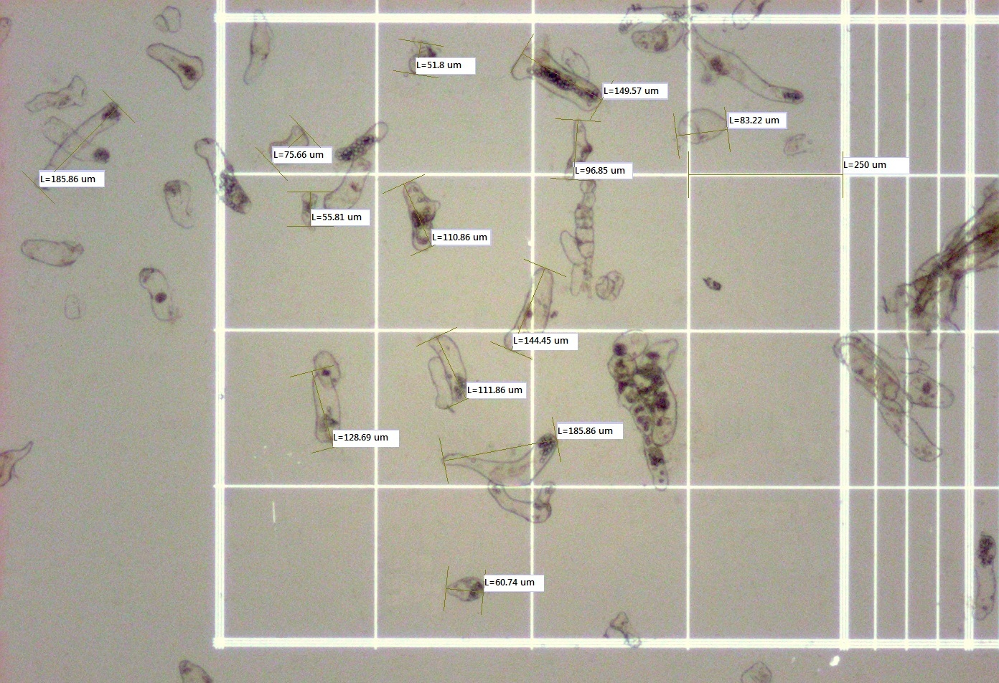 L=51.8 um
L=149.57 um
L=83.22 um
L=75.66 um
L=250 um
L=96.85 um
L=185.86 um
L=55.81 um
L=110.86 um
L=144.45 um
L=111.86 um
L=185.86 um
L=128.69 um
L=60.74 um